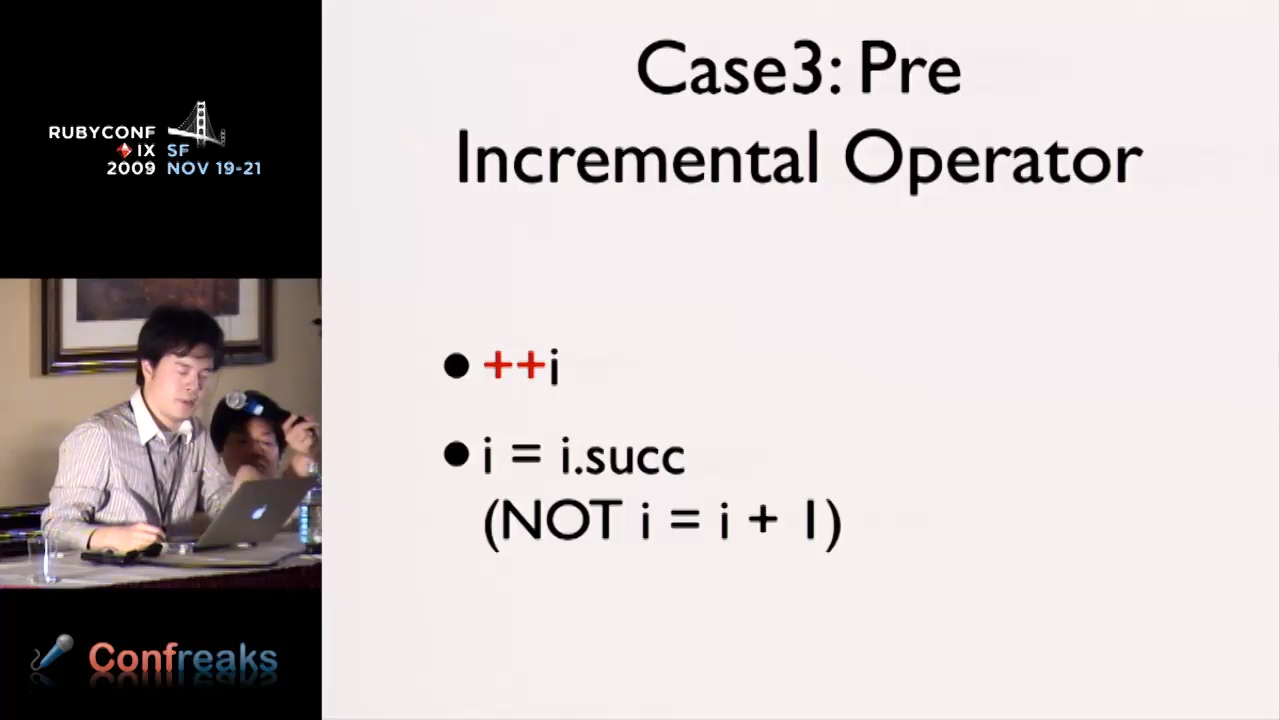 RUBYCONF
IX SF
2009 NOV 19-21
Case3: Pre
Incremental Operator
++i
i = i.succ
(NOT i = i + 1)
Confreaks